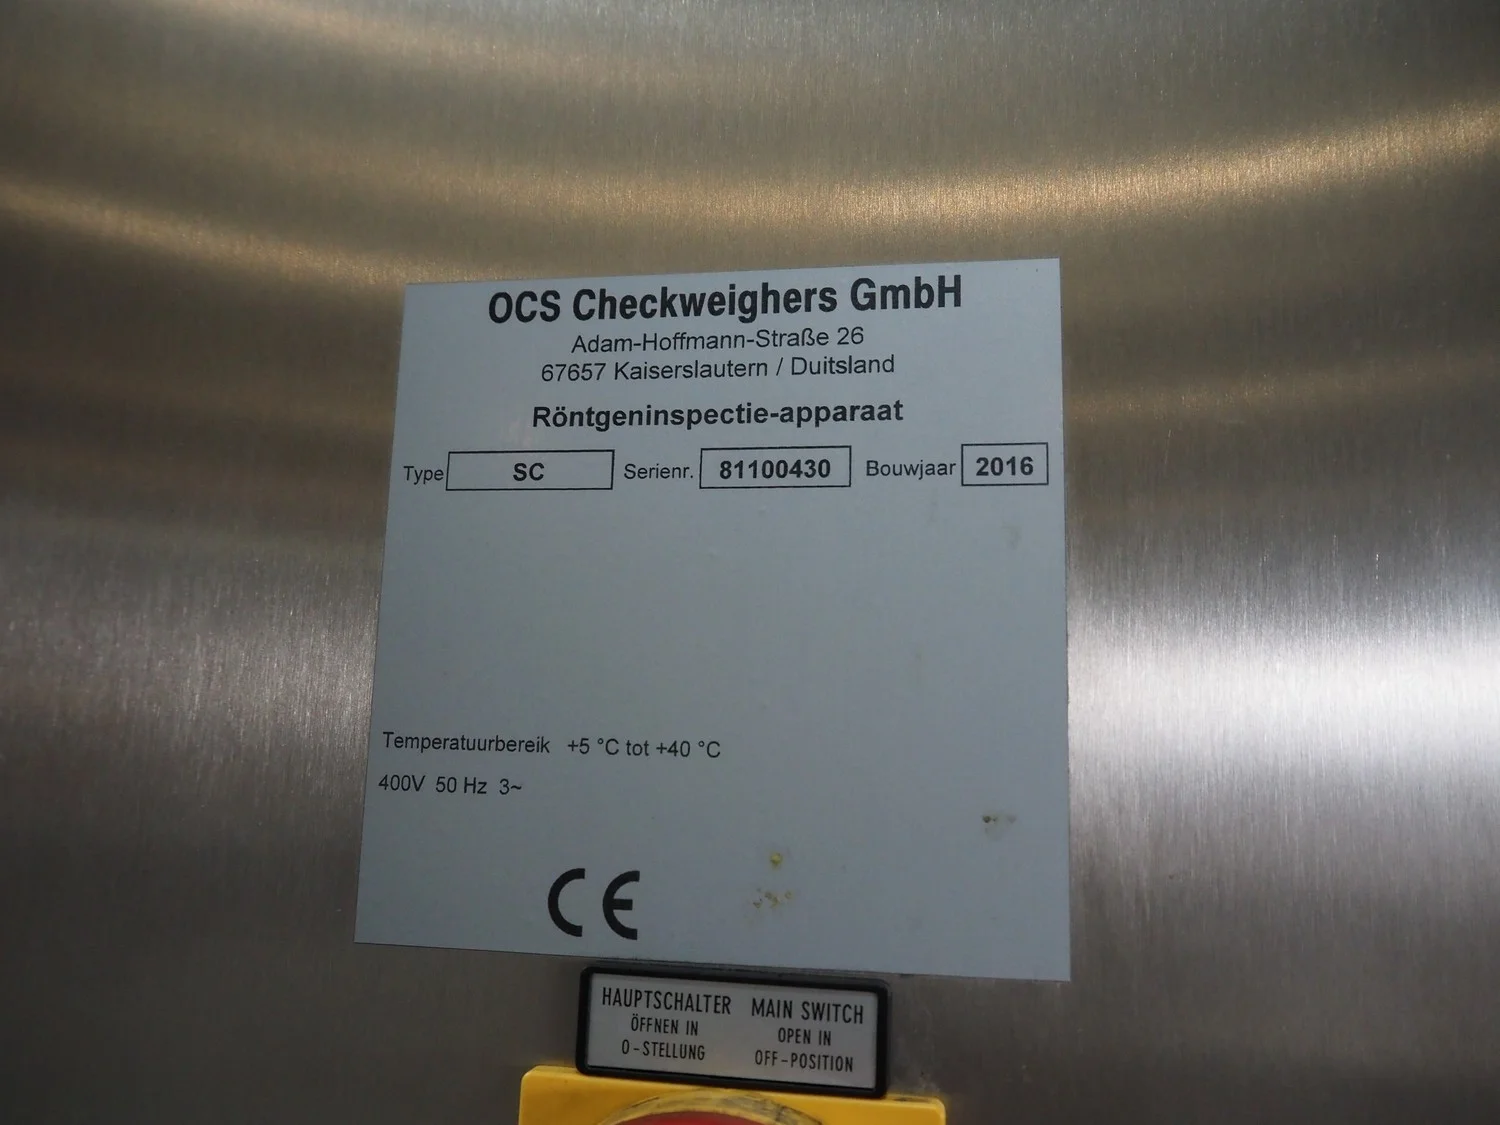 OCS Checkweighers GmbH
Adam-Hoffmann-Straße 26
67657 Kaiserslautern / Duitsland
Röntgeninspectie-apparaat
Type SC Serienr. 81100430 Bouwjaar 2016
Temperatuurbereik +5 °C tot +40 °C
400V 50 Hz 3~
CE
HAUPTSCHALTER MAIN SWITCH
ÖFFNEN IN OPEN IN
0-STELLUNG OFF-POSITION